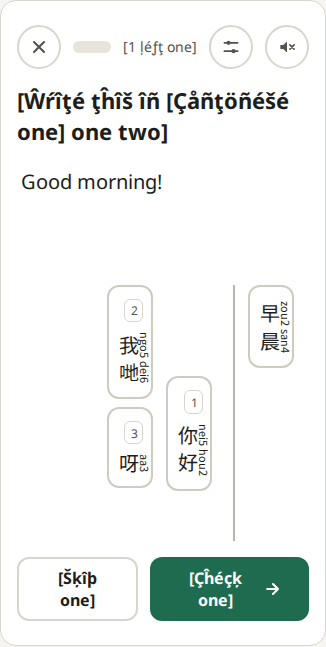 [1 ļéƒţ one]
[Ŵŕîţé ţĥîš îñ [Çåñţöñéšé
one] one two]
Good morning!
早晨
zou2 san4
1
你好
nei5 hou2
2
我哋
ngo5 dei6
3
呀
aa3
[Šķîþ
one]
[Çĥéçķ
one]